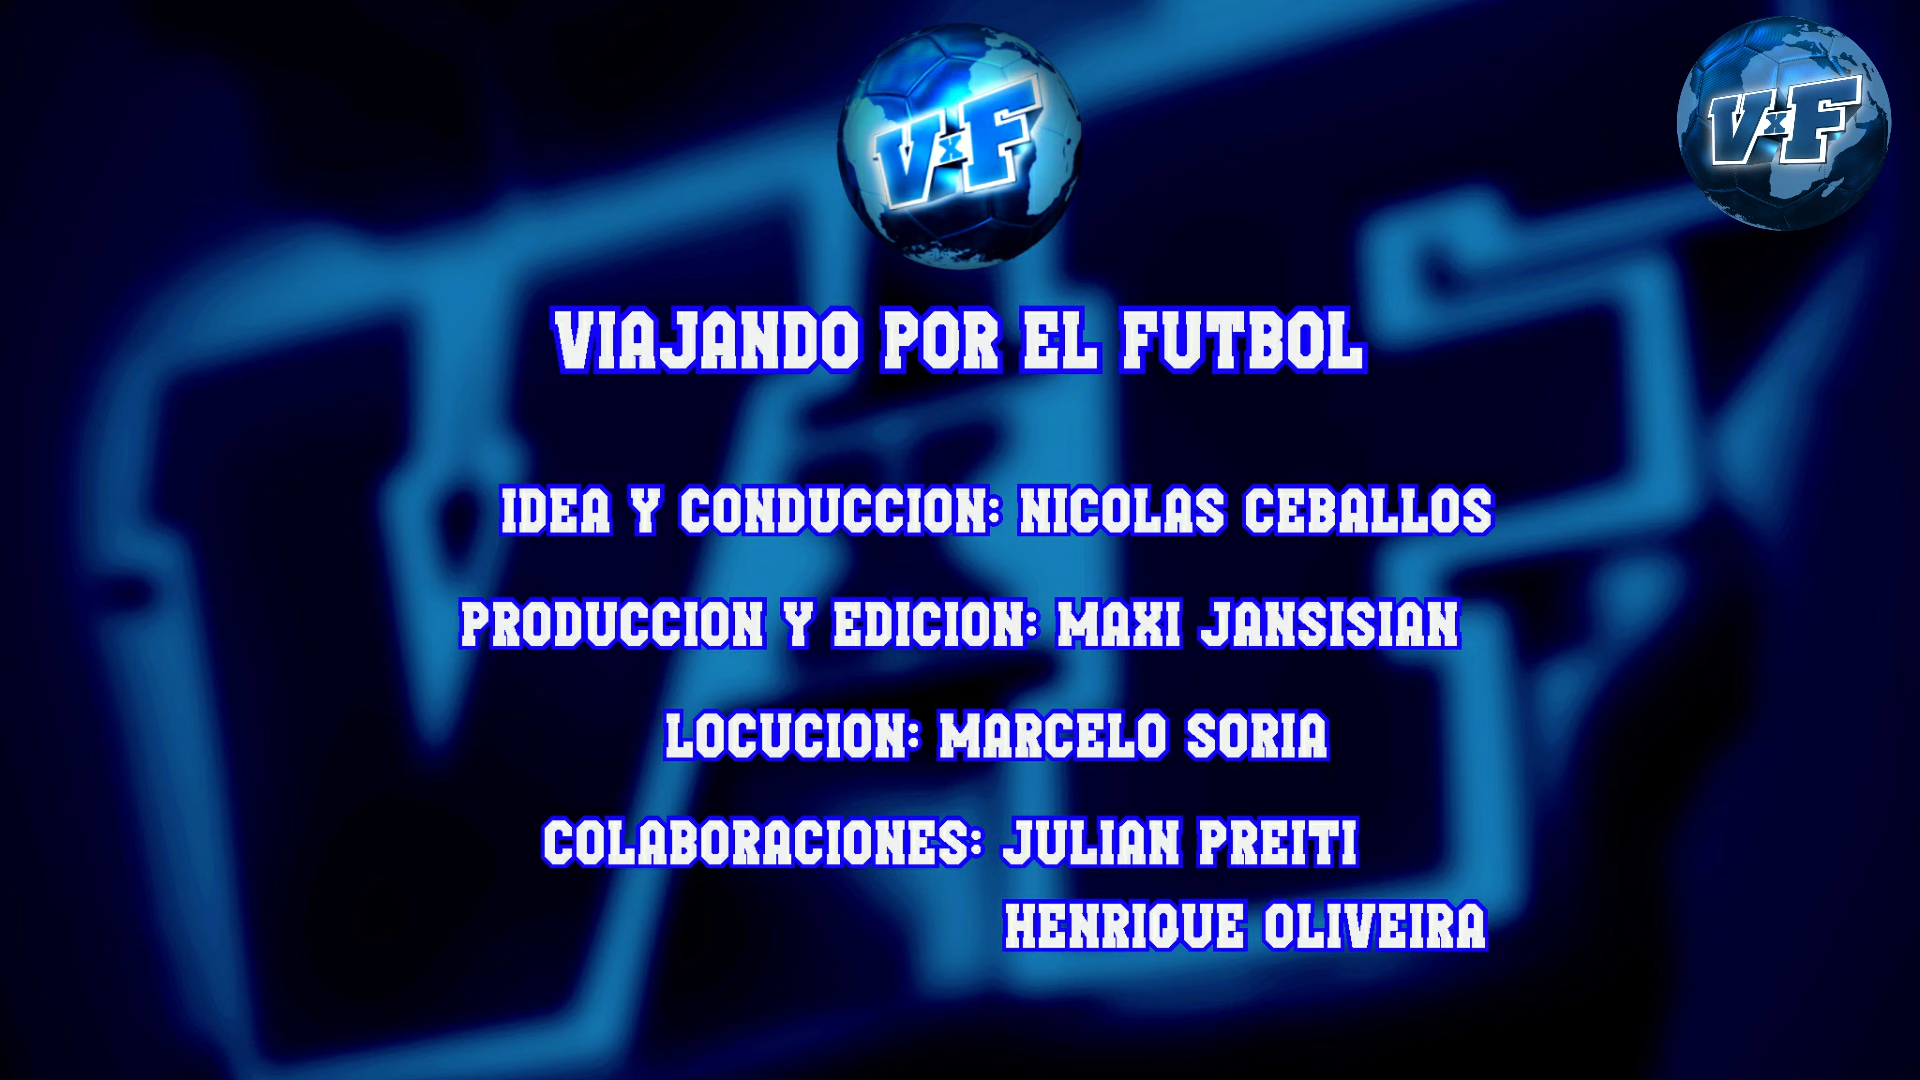 VxF
VxF
VIAJANDO POR EL FUTBOL
IDEA Y CONDUCCION: NICOLAS CEBALLOS
PRODUCCION Y EDICION: MAXI JANSISIAN
LOCUCION: MARCELO SORIA
COLABORACIONES: JULIAN PREITI
HENRIQUE OLIVEIRA